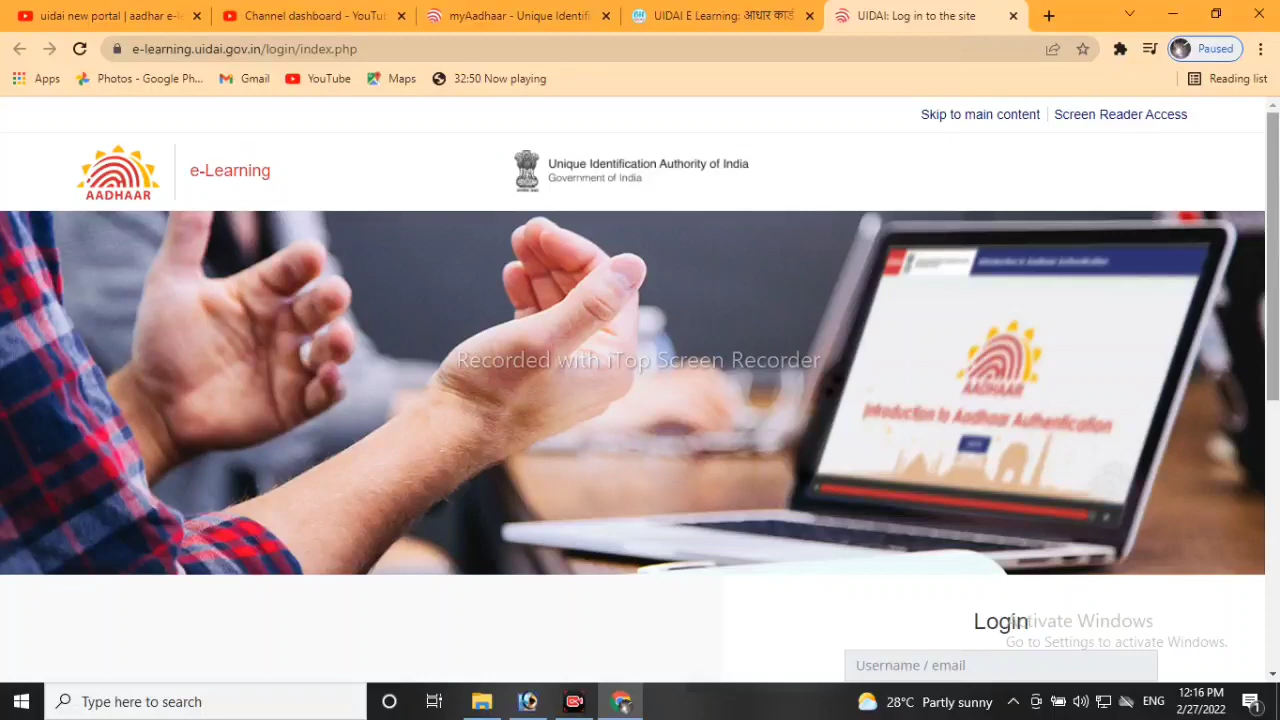 uidai new portal | aadhar e-l
Channel dashboard - YouTu
myAadhaar - Unique Identifi
UIDAI E Learning: आधार कार्ड
UIDAI: Log in to the site
e-learning.uidai.gov.in/login/index.php
Paused
Apps
Photos - Google Ph...
Gmail
YouTube
Maps
32:50 Now playing
Reading list
Skip to main content
Screen Reader Access
AADHAAR
e-Learning
Unique Identification Authority of India
Government of India
AADHAAR
Introduction to Aadhaar Authentication
Recorded with iTop Screen Recorder
Login
Activate Windows
Go to Settings to activate Windows.
Username / email
Type here to search
28°C Partly sunny
ENG
12:16 PM
2/27/2022
1